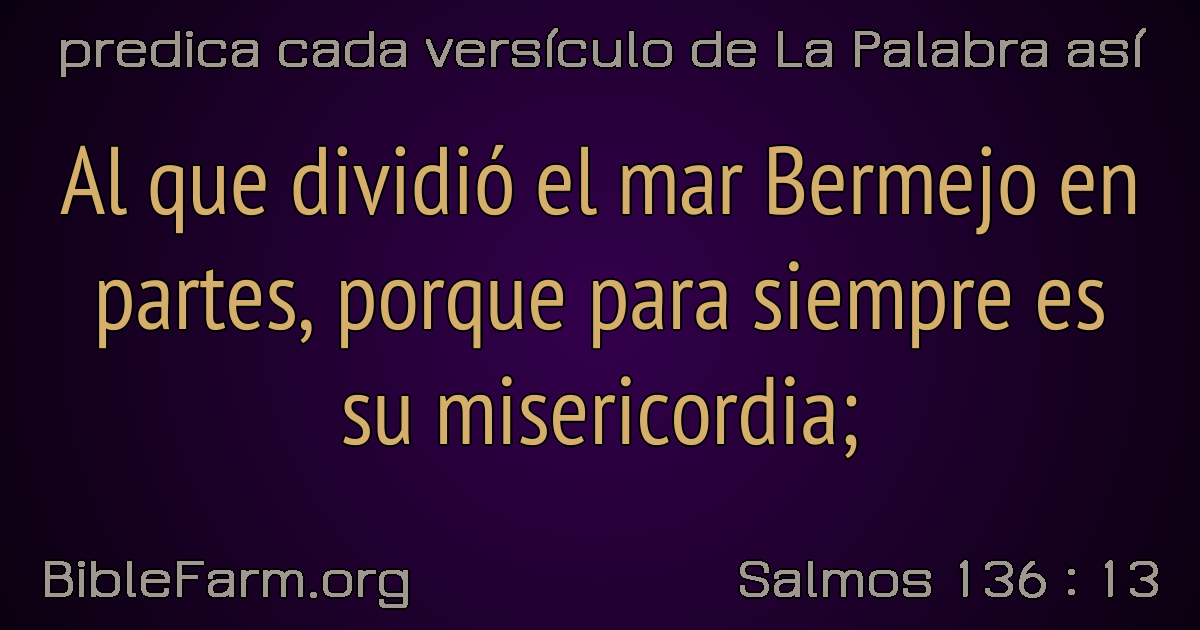 predica cada versículo de La Palabra así
Al que dividió el mar Bermejo en
partes, porque para siempre es
su misericordia;
BibleFarm.org
Salmos 136 : 13